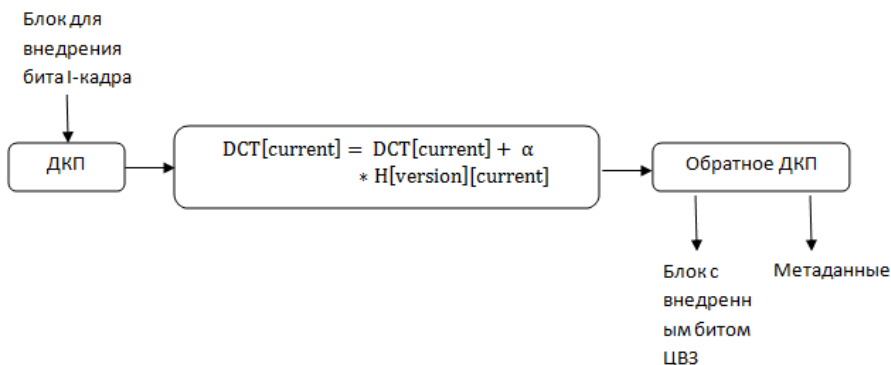 Блок для
внедрения
бита I-кадра
ДКП
DCT[current] = DCT[current] + α
∗ H[version][current]
Обратное ДКП
Блок с
внедренн
ым битом
ЦВЗ
Метаданные